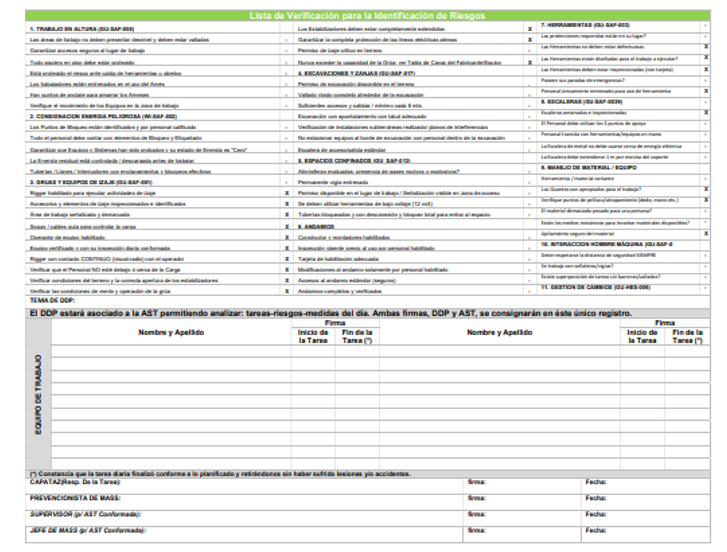 Lista de Verificación para la Identificación de Riesgos
1. TRABAJO EN ALTURA (GU-SAF-008)
Las áreas de trabajo no deben presentar desnivel y deben estar valladas
Garantizar accesos seguros al lugar de trabajo
Todo aquiero en piso debe estar protegido
Está protegido el riesgo ante caída de herramientas u objetos
Los trabajadores están entrenados en el uso del Arnés
Han puntos de anclaje para amarrar los Arneses
Verifique el movimiento de los Equipos en la zona de trabajo
2. CONSIGNACION ENERGIA PELIGROSA (WI-SAF-002)
Los Puntos de Bloqueo están identificados y por personal calificado
Todo el personal debe contar con elementos de Bloqueo y Etiquetado
Garantizar que Equipos y Sistemas han sido probados y su estado de Energía es "Cero"
La Energía residual está controlada / descargada antes de trabajar
Tuberías / Llaves / Interruptores con enclavamientos y bloqueos efectivos
3. GRUAS Y EQUIPOS DE IZAJE (GU-SAF-001)
Rigger habilitado para ejecutar actividades de izaje X
Accesorios y elementos de izaje inspeccionados e identificados X
Área de trabajo señalizada y demarcada X
Sogas / cables guía para controlar la carga X
Operador de equipo habilitado X
Equipo verificado y con su inspección diaria conformada X
Rigger con contacto CONTINUO (visual-radio) con el operador X
Verificar que el Personal NO esté debajo ó cerca de la Carga X
Verificar condiciones del terreno y la correcta apertura de los estabilizadores X
Verificar las condiciones de viento y operación de la grúa X
Los Estabilizadores deben estar completamente extendidos X
Garantizar la completa protección de las líneas eléctricas aéreas X
Permiso de izaje crítico en terreno
Nunca exceder la capacidad de la Grúa- ver Tabla de Carga del Fabricante/Equipo X
4. EXCAVACIONES Y ZANJAS (GU-SAF-017)
Permiso de excavación disponible en el terreno
Vallado rígido completo alrededor de la excavación
Suficientes accesos y salidas / mínimo cada 8 mts.
Excavación con apuntalamiento con talud adecuado
Verificación de instalaciones subterráneas realizada/ planos de interferencias
No estacionar equipos al borde de excavación con personal dentro de la excavación
Escalera de acceso/salida estándar
5. ESPACIOS CONFINADOS (GU SAF-013)
Atmósfera evaluada: presencia de gases nocivos o explosivos?
Permanente vigía entrenado
Permiso disponible en el lugar de trabajo / Señalización visible en zona de acceso
Se deben utilizar herramientas de bajo voltaje (12 volt)
Tuberías bloqueadas y con desconexión y bloqueo total para entrar al espacio
6. ANDAMIOS
Constructor y montadores habilitados
Inspección vigente previo al uso por personal habilitado
Tarjeta de habilitación adecuada
Modificaciones al andamio solamente por personal habilitado
Acceso al andamio estándar (seguros)
Andamios completos y verificados
7. HERRAMIENTAS (GU-SAF-003)
Las protecciones requeridas están en su lugar?
Las Herramientas no deben estar defectuosas X
Las Herramientas están diseñadas para el trabajo a ejecutar? X
Las Herramientas deben estar inspeccionadas (con tarjeta) X
Poseen sus paradas de emergencias?
Personal únicamente entrenado para uso de herramienta X
8. ESCALERAS (GU-SAF-0039)
Escaleras amarradas e inspeccionadas X
El Personal debe utilizar los 3 puntos de apoyo
Personal transita con herramientas/equipos en mano
La Escalera de metal no debe usarse cerca de energía eléctrica
La Escalera debe extenderse 1 m por encima del soporte
9. MANEJO DE MATERIAL / EQUIPO
Herramienta / material cortante
Los Guantes son apropiados para el trabajo? X
Verifique puntos de pellizco/atrapamiento (dedo, mano etc.) X
El material demasiado pesado para una persona?
Están los medios mecánicos para levantar materiales disponibles?
Apilamiento seguro del material X
10. INTERACCION HOMBRE MÁQUINA (GU-SAF-0
Debe respetarse la distancia de seguridad SIEMPRE
Se trabaja con señaleros/vigías?
Existe superposición de tareas sin barreras/vallados?
11. GESTION DE CAMBIOS (GU-HES-006)
TEMA DE DDP:
El DDP estará asociado a la AST permitiendo analizar: tareas-riesgos-medidas del día. Ambas firmas, DDP y AST, se consignarán en éste único registro.
Nombre y Apellido
Firma
Inicio de la Tarea
Fin de la Tarea (*)
Nombre y Apellido
Firma
Inicio de la Tarea
Fin de la Tarea (*)
EQUIPO DE TRABAJO
(*) Constancia que la tarea diaria finalizó conforme a lo planificado y retirándonos sin haber sufrido lesiones y/o accidentes.
CAPATAZ(Resp. De la Tarea): firma: Fecha:
PREVENCIONISTA DE MASS: firma: Fecha:
SUPERVISOR (p/ AST Conformada): firma: Fecha:
JEFE DE MASS (p/ AST Conformada): firma: Fecha: